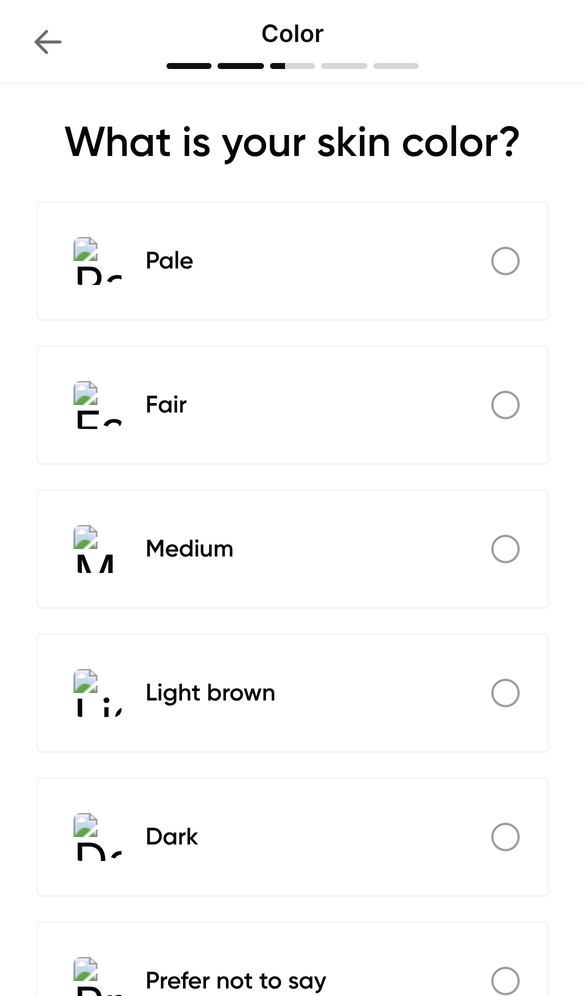 Color
What is your skin color?
Pale
Fair
Medium
Light brown
Dark
Prefer not to say